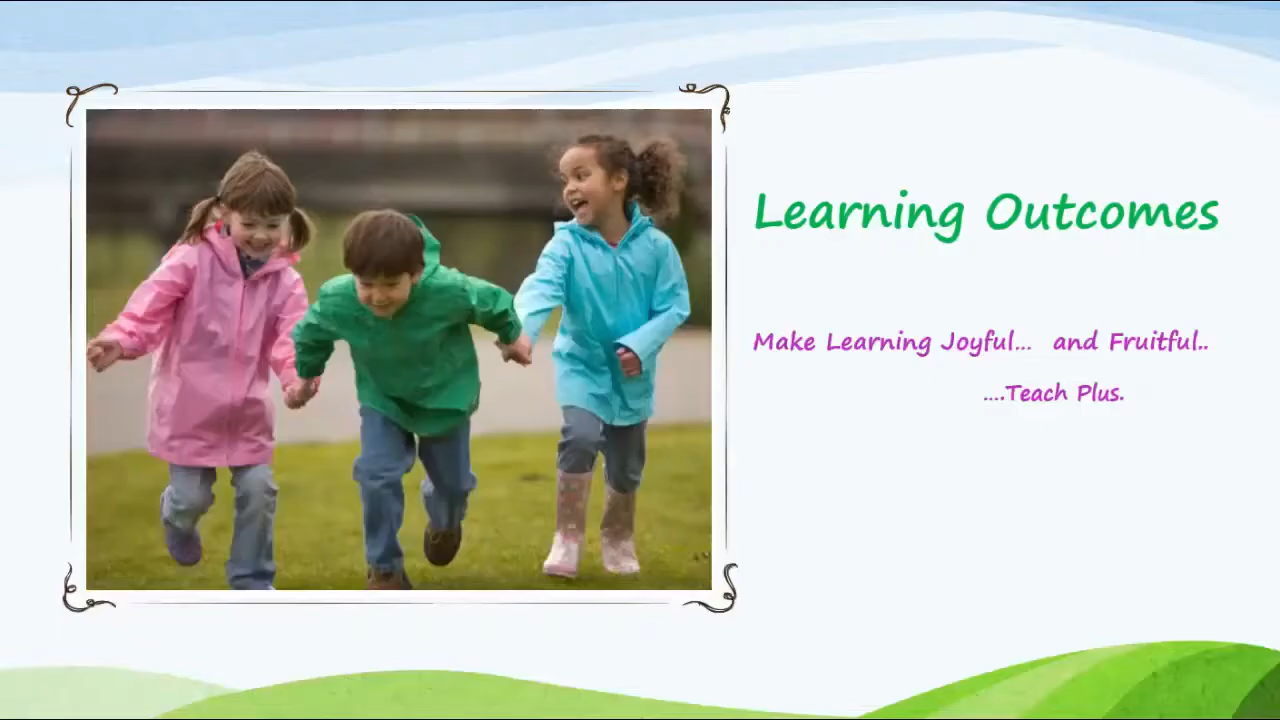 Learning Outcomes
Make Learning Joyful... and Fruitful..
....Teach Plus.